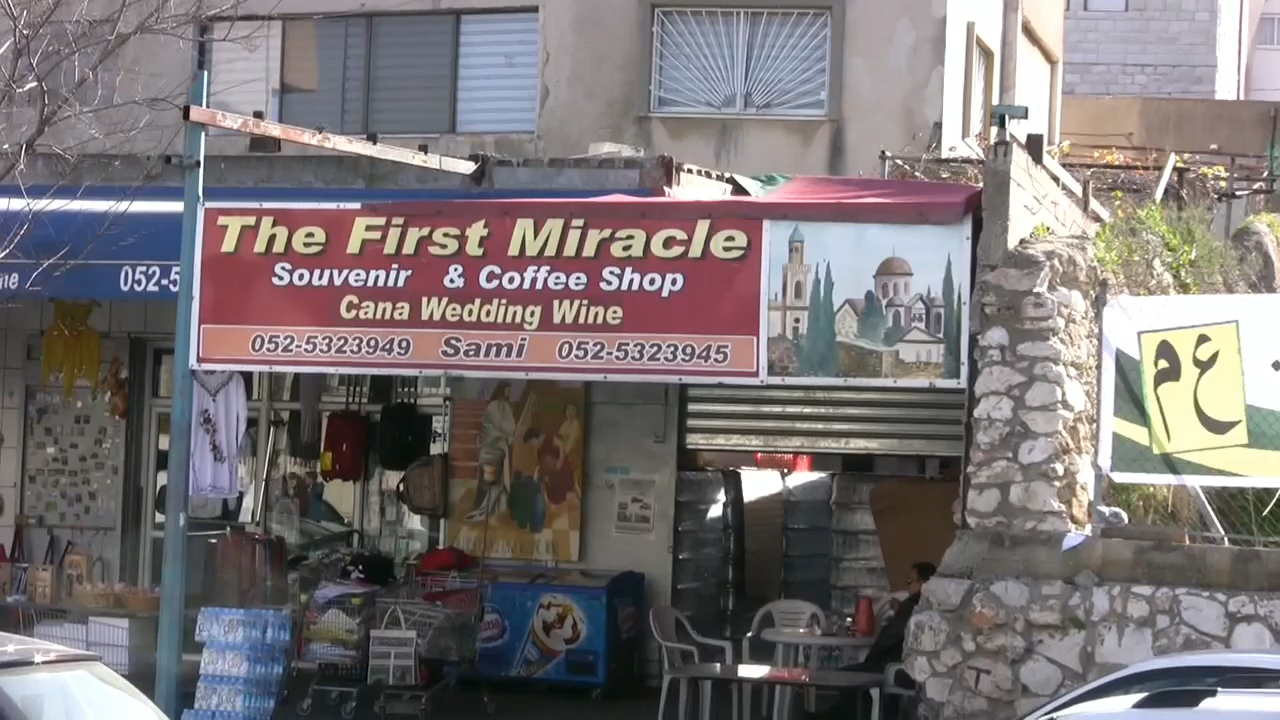 The First Miracle
Souvenir & Coffee Shop
Cana Wedding Wine
052-5323949 Sami 052-5323945
052-5
ع م
T